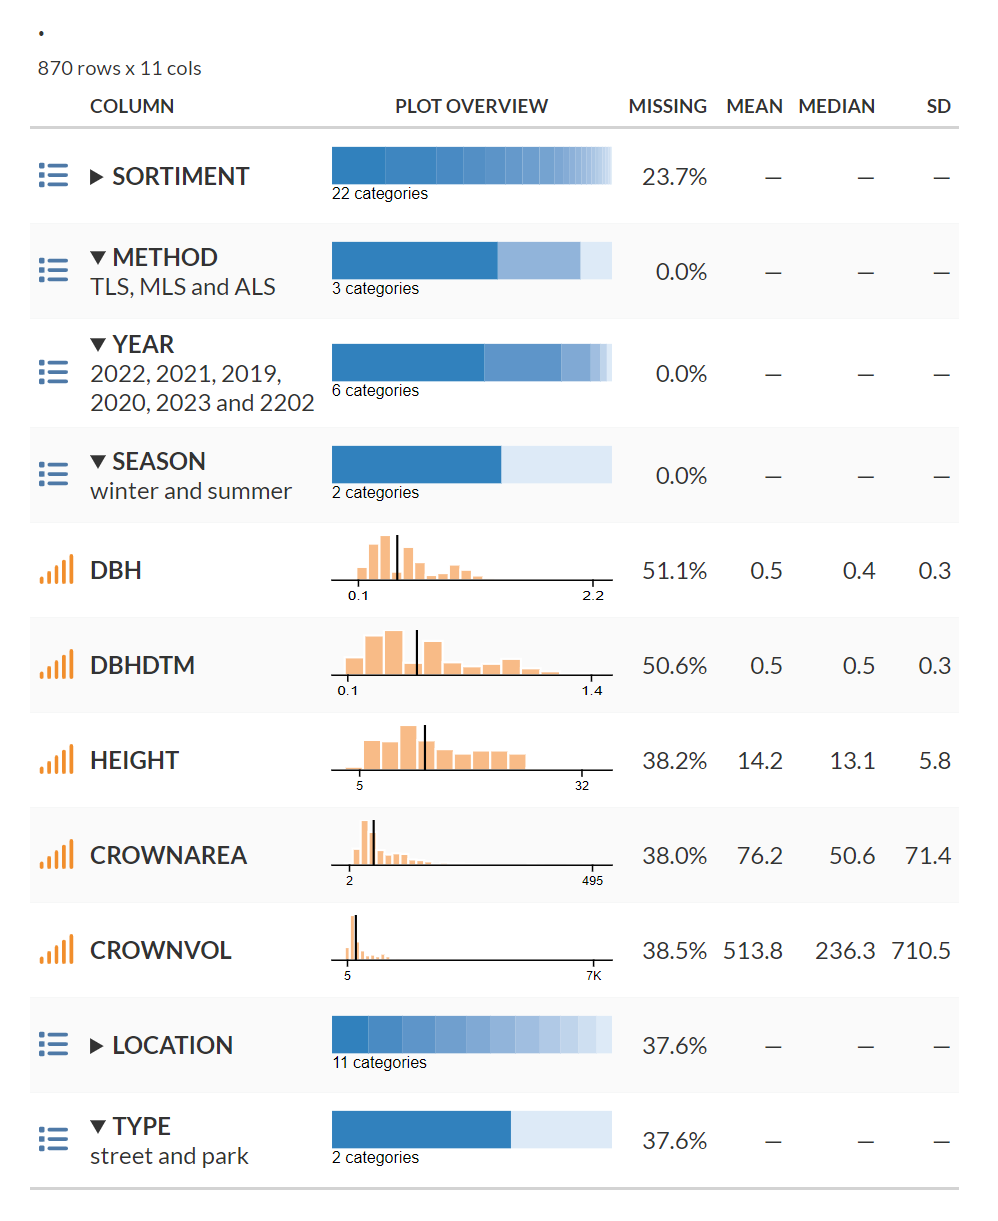 .
870 rows x 11 cols
COLUMN PLOT OVERVIEW MISSING MEAN MEDIAN SD
▶ SORTIMENT 23.7% — — —
22 categories
▼ METHOD
TLS, MLS and ALS 0.0% — — —
3 categories
▼ YEAR
2022, 2021, 2019, 0.0% — — —
2020, 2023 and 2202
6 categories
▼ SEASON
winter and summer 0.0% — — —
2 categories
DBH 51.1% 0.5 0.4 0.3
0.1 2.2
DBHDTM 50.6% 0.5 0.5 0.3
0.1 1.4
HEIGHT 38.2% 14.2 13.1 5.8
5 32
CROWNAREA 38.0% 76.2 50.6 71.4
2 495
CROWNVOL 38.5% 513.8 236.3 710.5
5 7K
▶ LOCATION 37.6% — — —
11 categories
▼ TYPE
street and park 37.6% — — —
2 categories